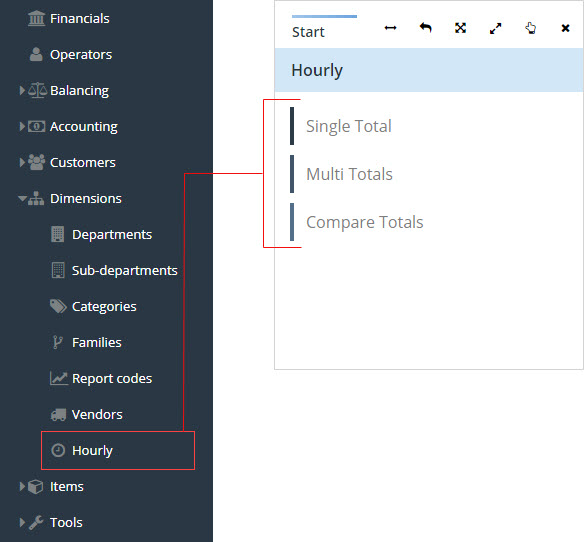 Financials
Operators
Balancing
Accounting
Customers
Dimensions
Departments
Sub-departments
Categories
Families
Report codes
Vendors
Hourly
Items
Tools
Start
Hourly
Single Total
Multi Totals
Compare Totals